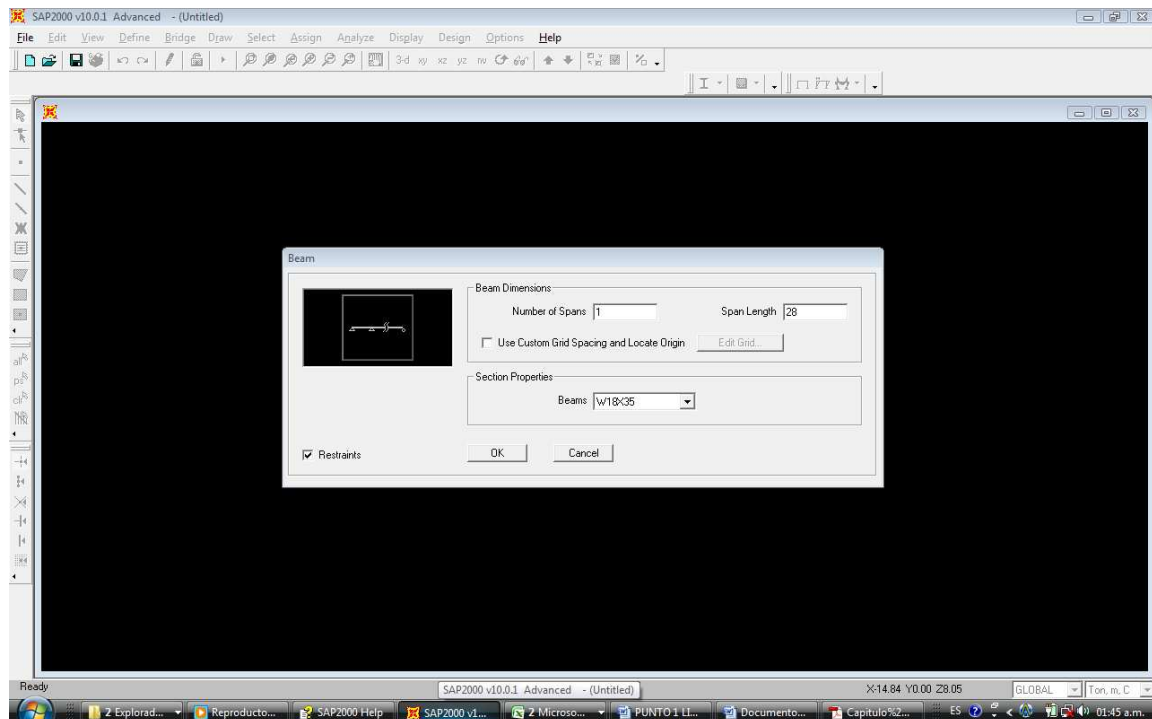 SAP2000 v10.0.1 Advanced - (Untitled)
File Edit View Define Bridge Draw Select Assign Analyze Display Design Options Help
3-d xy xz yz nv
Beam
Beam Dimensions
Number of Spans 1 Span Length 28
Use Custom Grid Spacing and Locate Origin Edit Grid...
Section Properties
Beams W18X35
Restraints OK Cancel
all
ps
clr
Ready SAP2000 v10.0.1 Advanced - (Untitled) X-14.84 Y0.00 Z8.05 GLOBAL Ton, m, C
2 Explorad... Reproducto... SAP2000 Help SAP2000 v1... 2 Microso... PUNTO 1 LI... Documento... Capitulo%2... ES 01:45 a.m.